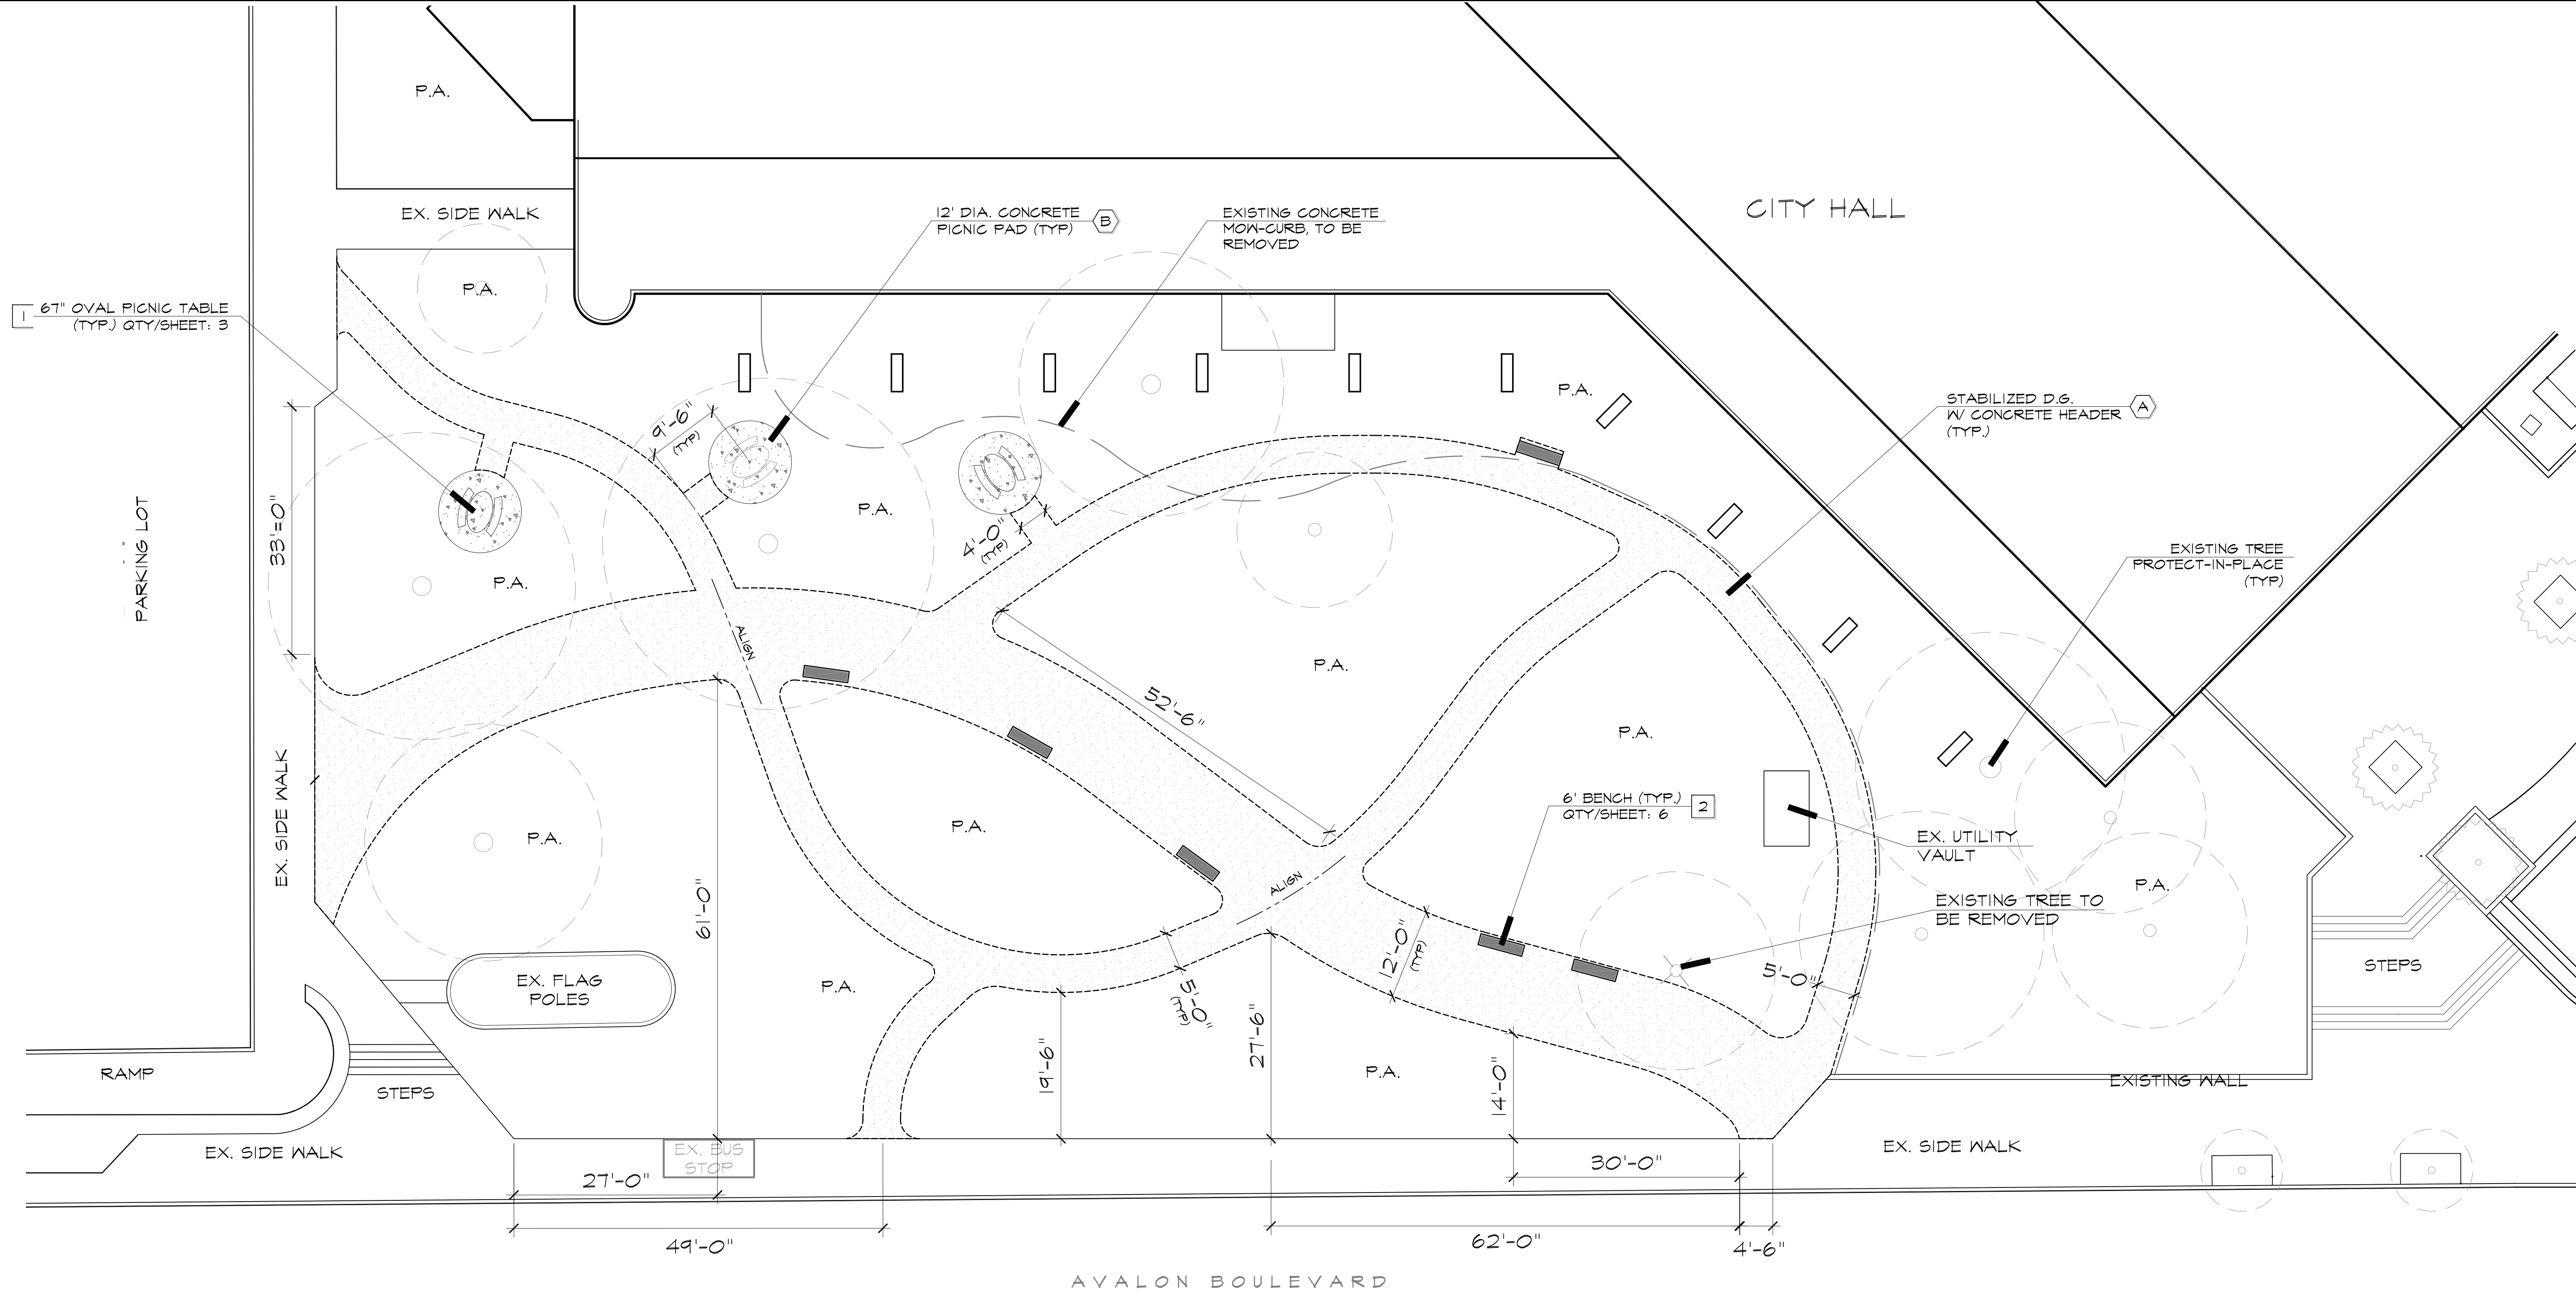 P.A.
EX. SIDE WALK
CITY HALL
12' DIA. CONCRETE
PICNIC PAD (TYP)
B
EXISTING CONCRETE
MOW-CURB, TO BE
REMOVED
P.A.
1
67" OVAL PICNIC TABLE
(TYP.) QTY/SHEET: 3
P.A.
STABILIZED D.G.
W/ CONCRETE HEADER
(TYP.)
A
9'-6"
(TYP)
P.A.
PARKING LOT
33'=0"
4'-0"
(TYP)
EXISTING TREE
PROTECT-IN-PLACE
(TYP)
P.A.
ALIGN
P.A.
52'-6"
P.A.
EX. SIDE WALK
6' BENCH (TYP.)
QTY/SHEET: 6
2
P.A.
P.A.
EX. UTILITY
VAULT
ALIGN
P.A.
61'-0"
EXISTING TREE TO
BE REMOVED
12'-0"
(TYP)
STEPS
5'-0"
EX. FLAG
POLES
P.A.
5'-0"
(TYP)
27'-6"
19'-6"
P.A.
14'-0"
RAMP
STEPS
EXISTING WALL
EX. SIDE WALK
EX. BUS
STOP
EX. SIDE WALK
27'-0"
30'-0"
49'-0"
62'-0"
4'-6"
AVALON BOULEVARD